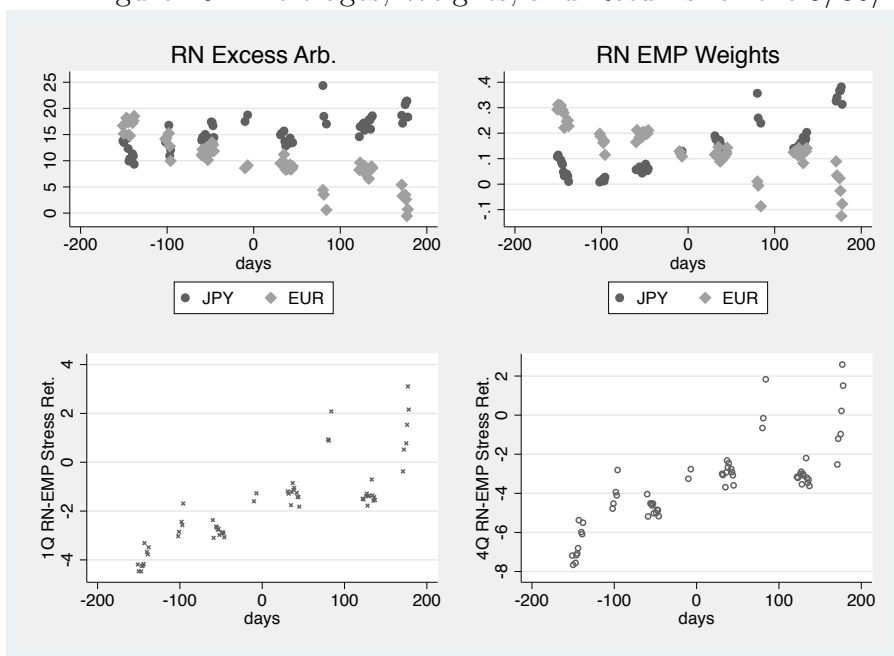 RN Excess Arb.
25
20
15
10
5
0
-200 -100 0 100 200
days
JPY EUR
RN EMP Weights
.4
.3
.2
.1
0
-.1
-200 -100 0 100 200
days
JPY EUR
1Q RN-EMP Stress Ret.
4
2
0
-2
-4
-200 -100 0 100 200
days
4Q RN-EMP Stress Ret.
2
0
-2
-4
-6
-8
-200 -100 0 100 200
days